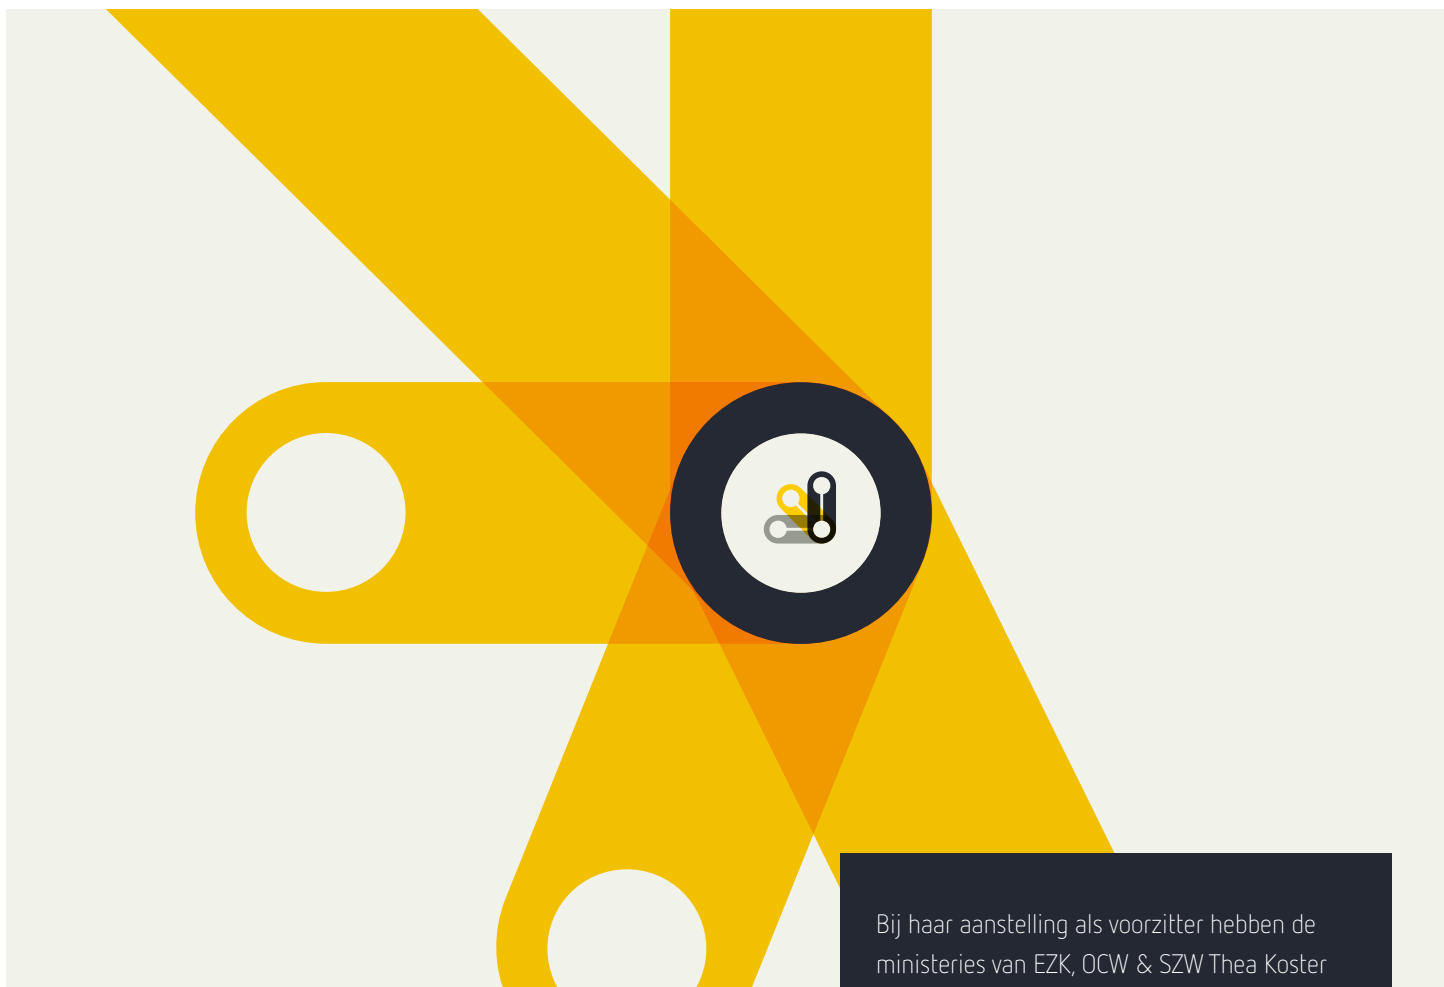 Bij haar aanstelling als voorzitter hebben de
ministeries van EZK, OCW & SZW Thea Koster